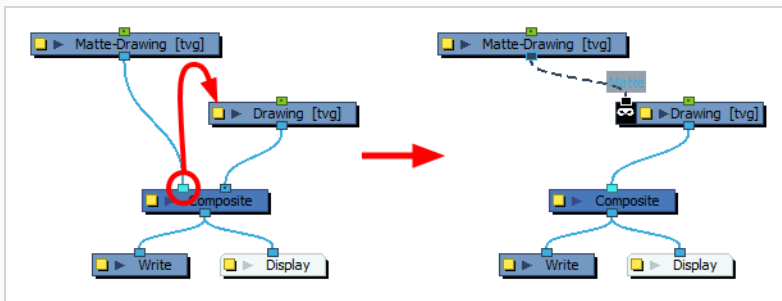 Matte-Drawing [tvg]
Drawing [tvg]
Composite
Write
Display
Matte-Drawing [tvg]
Matte
Drawing [tvg]
Composite
Write
Display